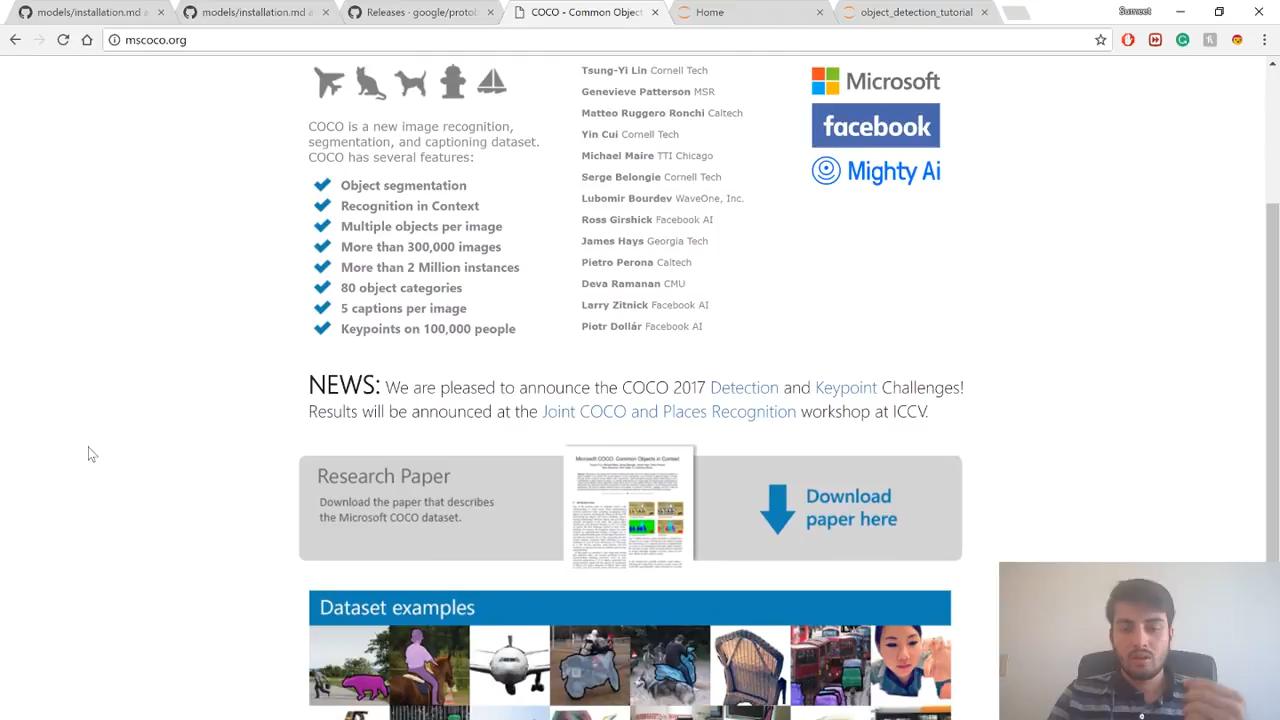 models/installation.md a
models/installation.md a
Releases · google/proto
COCO - Common Object
Home
object_detection_tutorial
Sumeet
mscoco.org
COCO is a new image recognition,
segmentation, and captioning dataset.
COCO has several features:
Object segmentation
Recognition in Context
Multiple objects per image
More than 300,000 images
More than 2 Million instances
80 object categories
5 captions per image
Keypoints on 100,000 people
Tsung-Yi Lin Cornell Tech
Genevieve Patterson MSR
Matteo Ruggero Ronchi Caltech
Yin Cui Cornell Tech
Michael Maire TTI Chicago
Serge Belongie Cornell Tech
Lubomir Bourdev WaveOne, Inc.
Ross Girshick Facebook AI
James Hays Georgia Tech
Pietro Perona Caltech
Deva Ramanan CMU
Larry Zitnick Facebook AI
Piotr Dollár Facebook AI
Microsoft
facebook
Mighty Ai
NEWS: We are pleased to announce the COCO 2017 Detection and Keypoint Challenges!
Results will be announced at the Joint COCO and Places Recognition workshop at ICCV.
Research Paper
Download the paper that describes
the Microsoft COCO dataset.
Microsoft COCO: Common Objects in Context
Download
paper here
Dataset examples